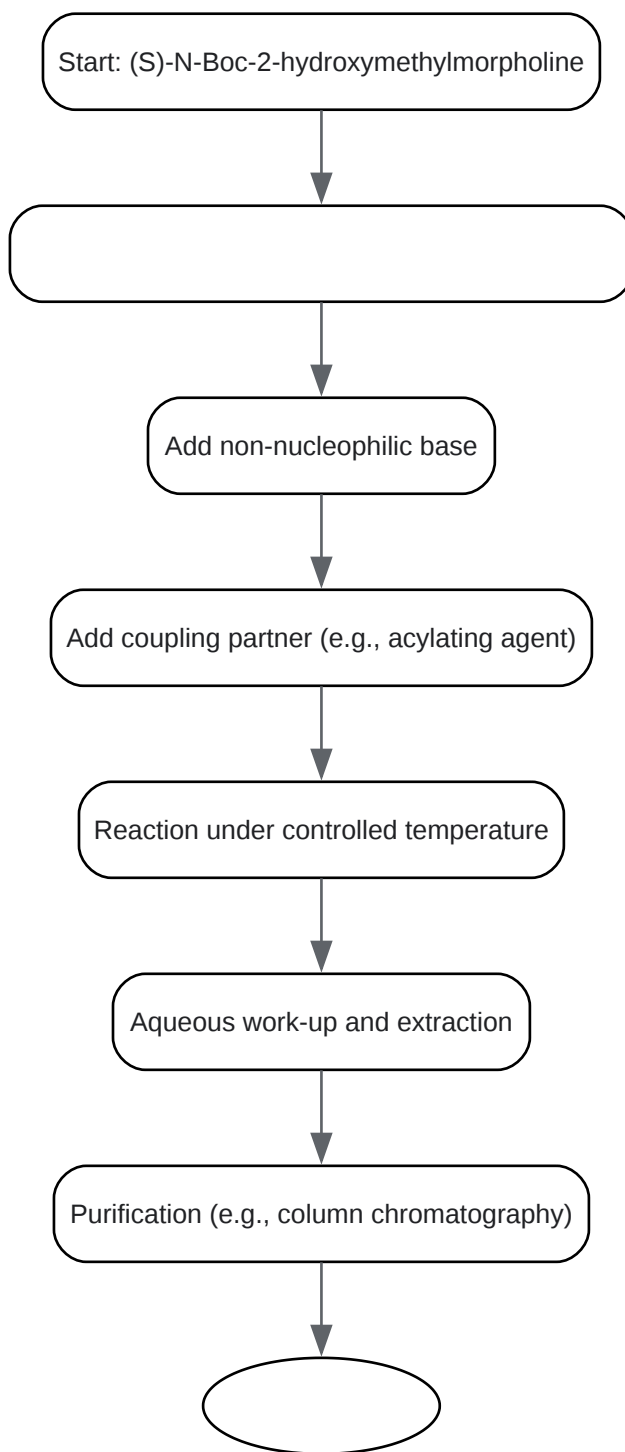 Start: (S)-N-Boc-2-hydroxymethylmorpholine
Add non-nucleophilic base
Add coupling partner (e.g., acylating agent)
Reaction under controlled temperature
Aqueous work-up and extraction
Purification (e.g., column chromatography)